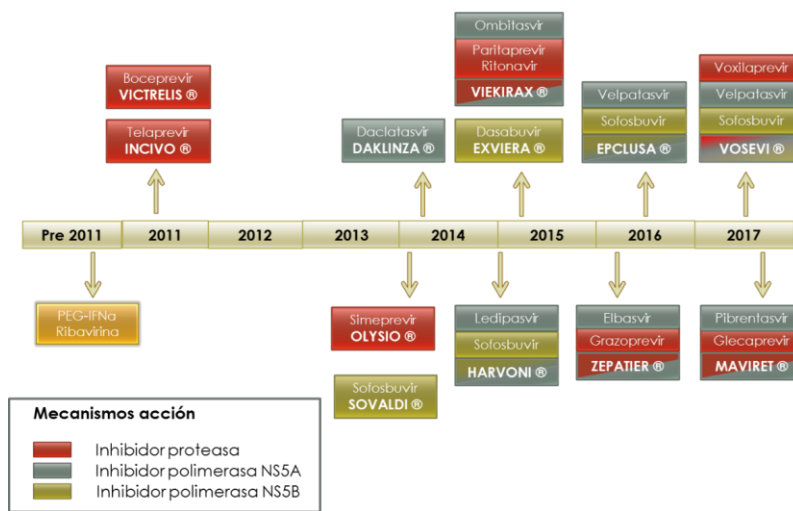 Ombitasvir
Paritaprevir
Ritonavir
VIEKIRAX ®
Boceprevir
VICTRELIS ®
Voxilaprevir
Velpatasvir
Sofosbuvir
VOSEVI ®
Velpatasvir
Sofosbuvir
EPCLUSA ®
Telaprevir
INCIVO ®
Daclatasvir
DAKLINZA ®
Dasabuvir
EXVIERA ®
Pre 2011
2011
2012
2013
2014
2015
2016
2017
PEG-IFNa
Ribavirina
Simeprevir
OLYSIO ®
Sofosbuvir
SOVALDI ®
Ledipasvir
Sofosbuvir
HARVONI ®
Elbasvir
Grazoprevir
ZEPATIER ®
Pibrentasvir
Glecaprevir
MAVIRET ®
Mecanismos acción
Inhibidor proteasa
Inhibidor polimerasa NS5A
Inhibidor polimerasa NS5B